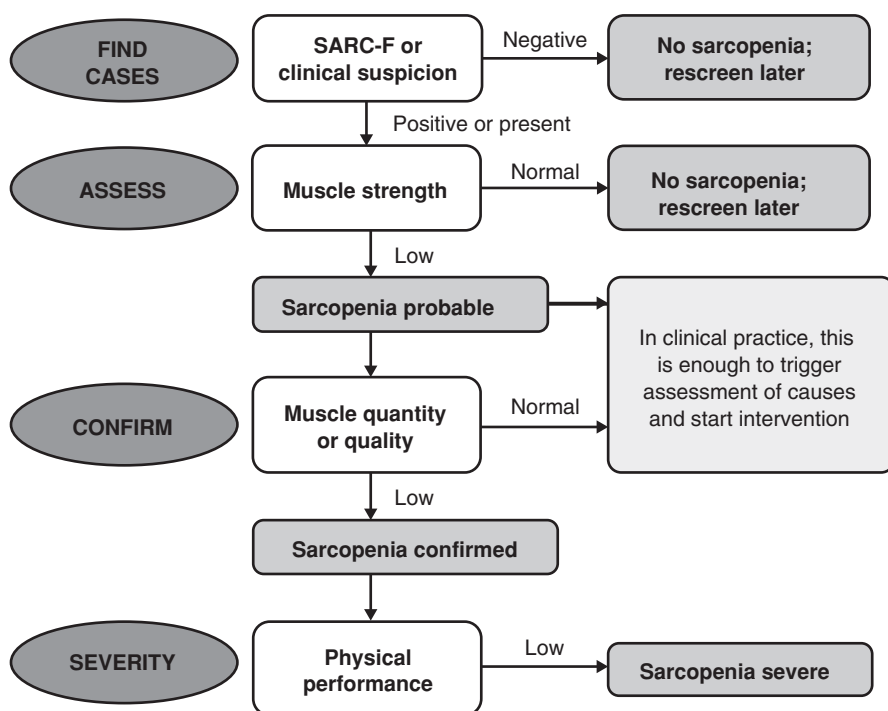 FIND
CASES
SARC-F or
clinical suspicion
Negative
No sarcopenia;
rescreen later
Positive or present
ASSESS
Muscle strength
Normal
No sarcopenia;
rescreen later
Low
Sarcopenia probable
In clinical practice, this
is enough to trigger
assessment of causes
and start intervention
CONFIRM
Muscle quantity
or quality
Normal
Low
Sarcopenia confirmed
SEVERITY
Physical
performance
Low
Sarcopenia severe